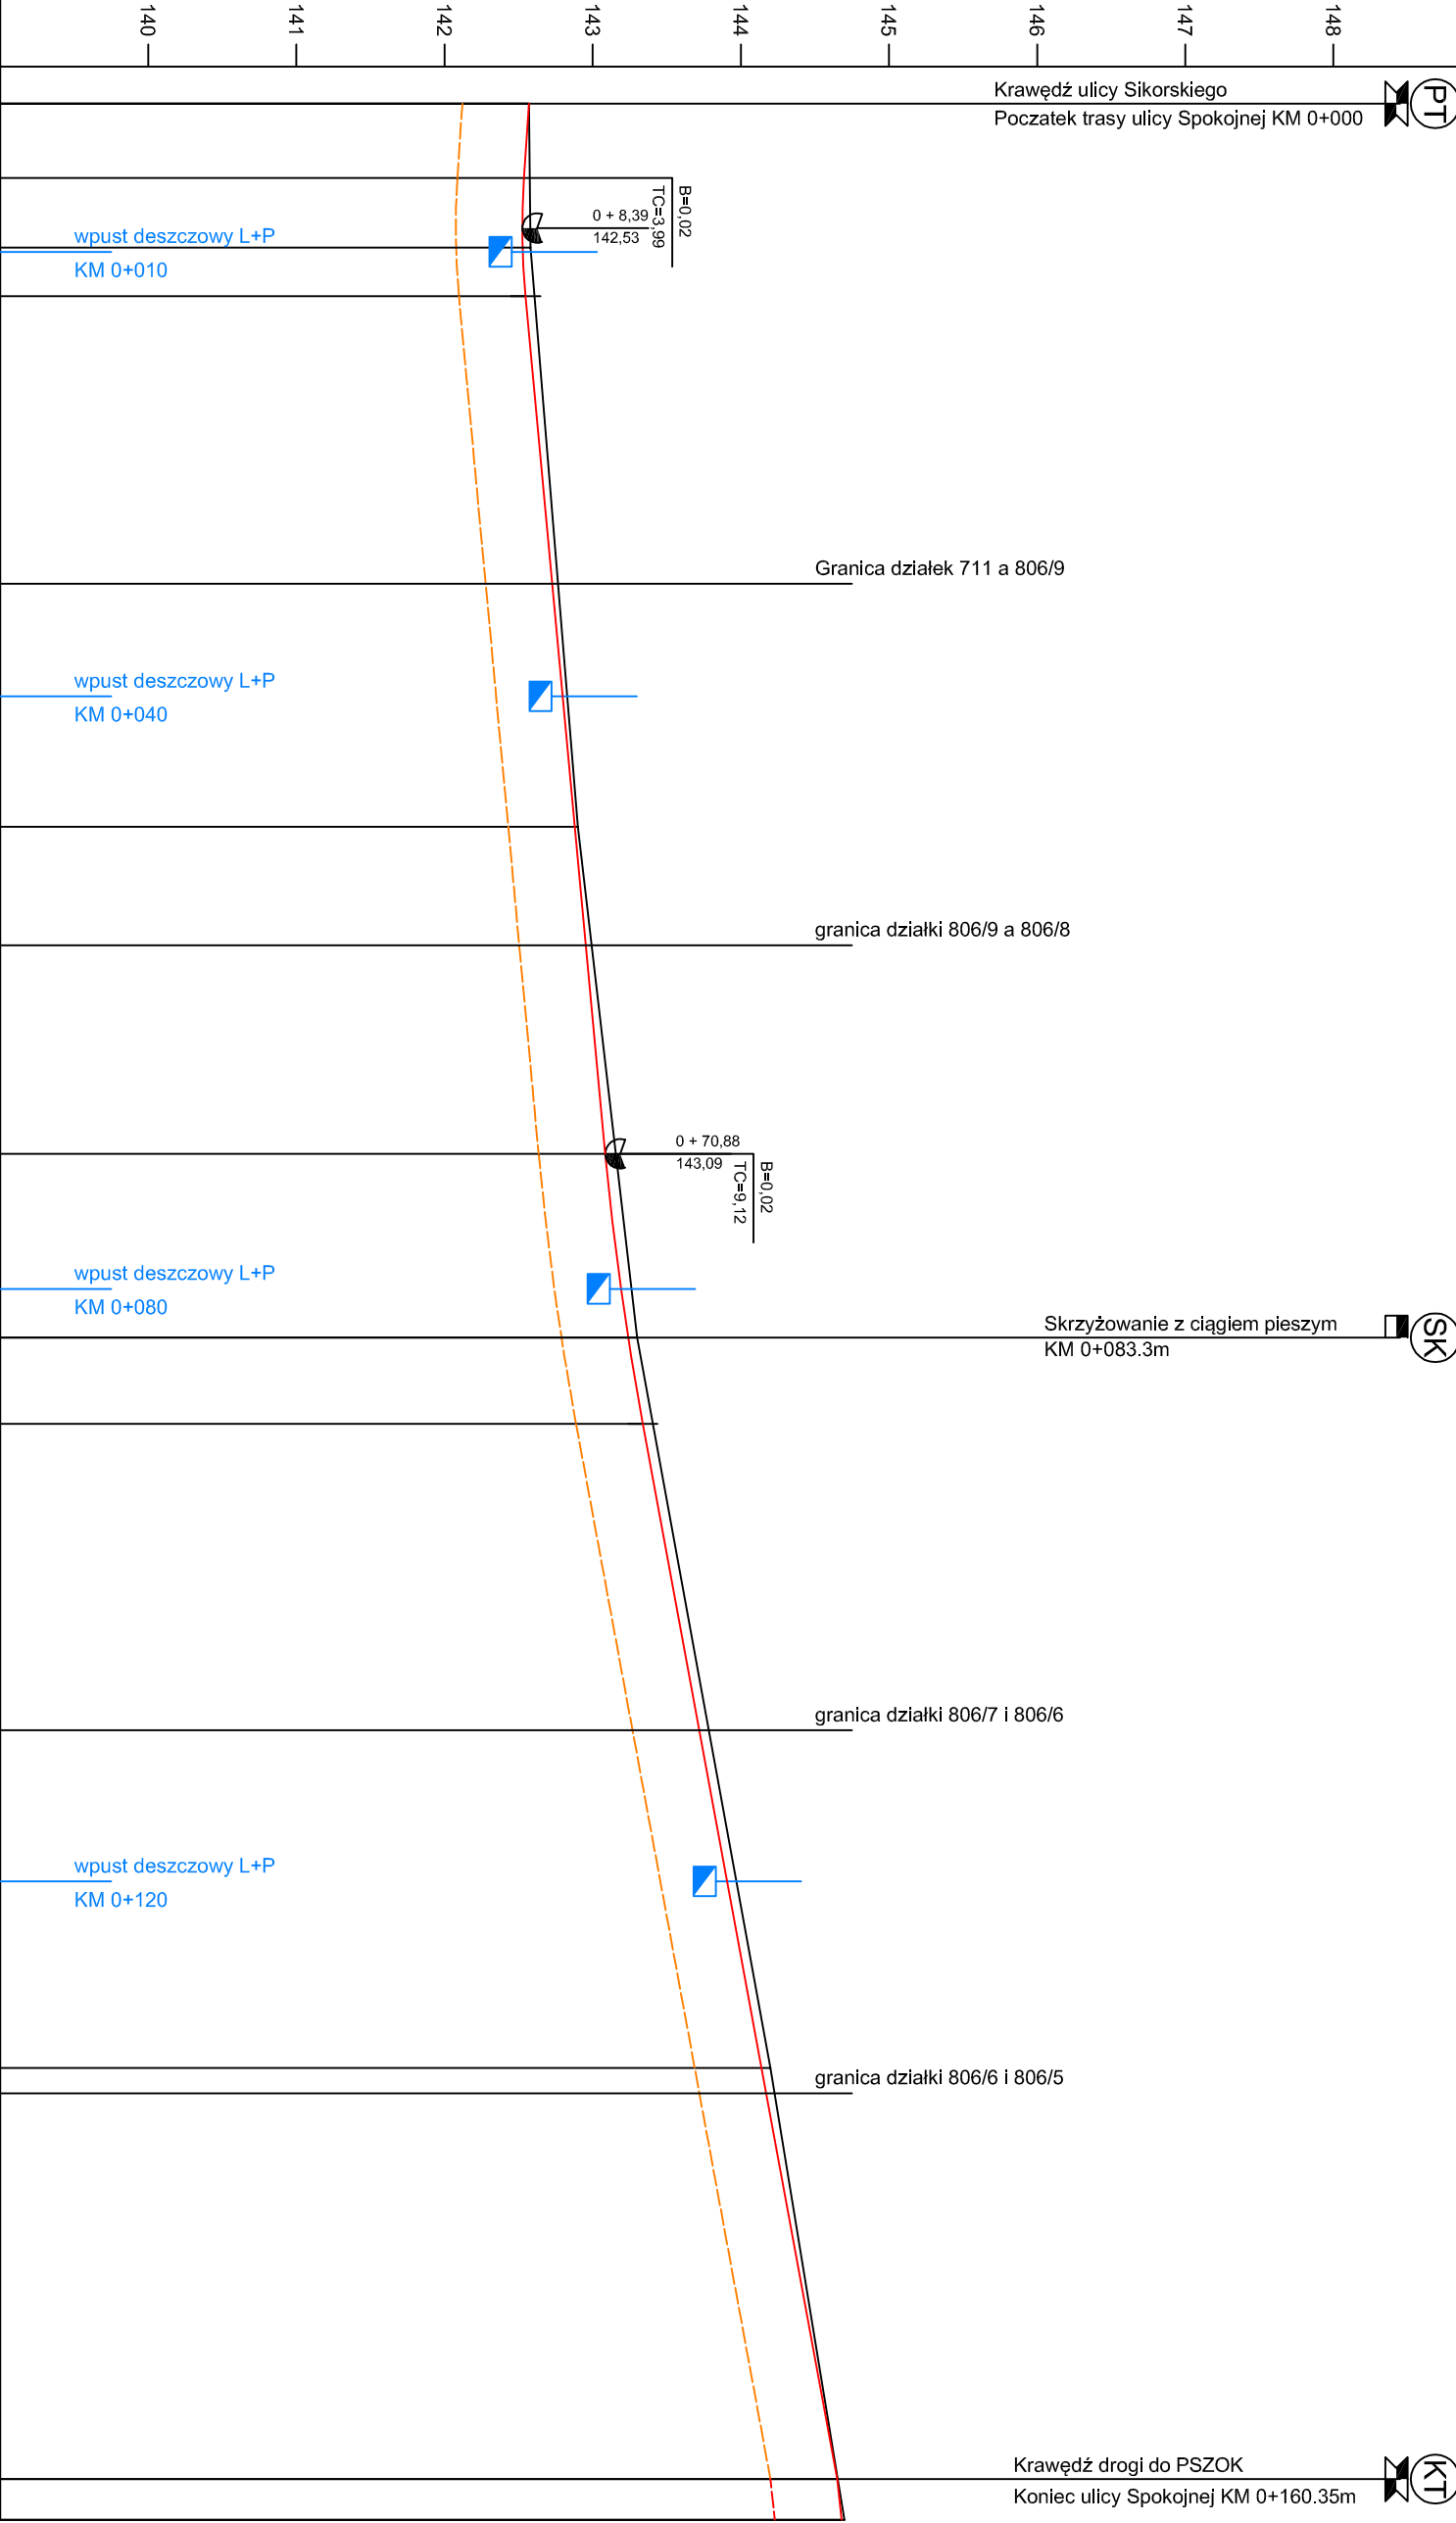 140
141
142
143
144
145
146
147
148
PT
Krawędź ulicy Sikorskiego
Poczatek trasy ulicy Spokojnej KM 0+000
B=0,02
TC=3,99
0 + 8,39
142,53
wpust deszczowy L+P
KM 0+010
Granica działek 711 a 806/9
wpust deszczowy L+P
KM 0+040
granica działki 806/9 a 806/8
0 + 70,88
143,09
B=0,02
TC=9,12
wpust deszczowy L+P
KM 0+080
SK
Skrzyżowanie z ciągiem pieszym
KM 0+083.3m
granica działki 806/7 i 806/6
wpust deszczowy L+P
KM 0+120
granica działki 806/6 i 806/5
KT
Krawędź drogi do PSZOK
Koniec ulicy Spokojnej KM 0+160.35m